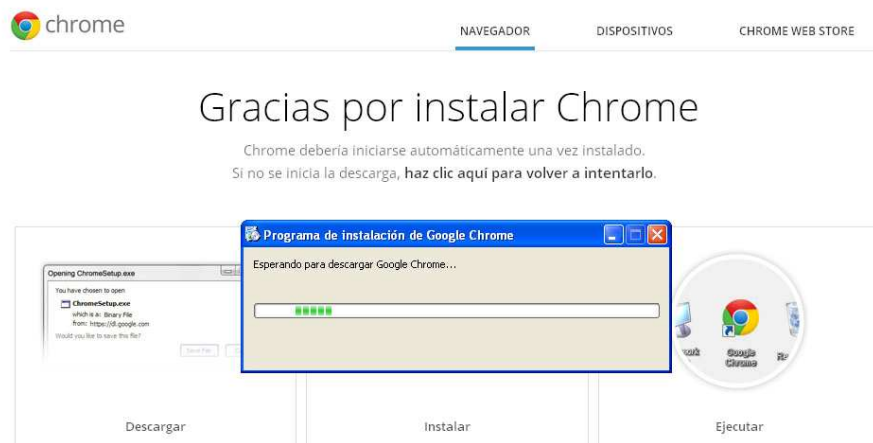 chrome
NAVEGADOR DISPOSITIVOS CHROME WEB STORE
Gracias por instalar Chrome
Chrome debería iniciarse automáticamente una vez instalado.
Si no se inicia la descarga, haz clic aquí para volver a intentarlo.
Programa de instalación de Google Chrome
Esperando para descargar Google Chrome...
Opening ChromeSetup.exe
You have chosen to open
ChromeSetup.exe
which is a: Binary File
from: https://dl.google.com
Would you like to save this file?
Save File
Google
Chrome
Descargar Instalar Ejecutar